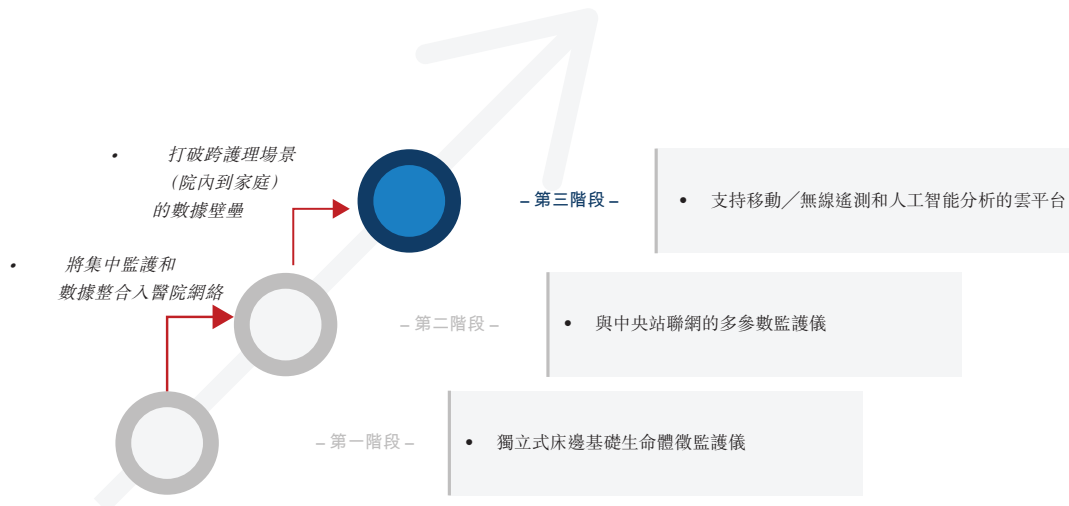 • 打破跨護理場景
(院內到家庭)
的數據壁壘
– 第三階段 –
• 支持移動╱無線遙測和人工智能分析的雲平台
• 將集中監護和
數據整合入醫院網絡
– 第二階段 –
• 與中央站聯網的多參數監護儀
– 第一階段 –
• 獨立式床邊基礎生命體徵監護儀